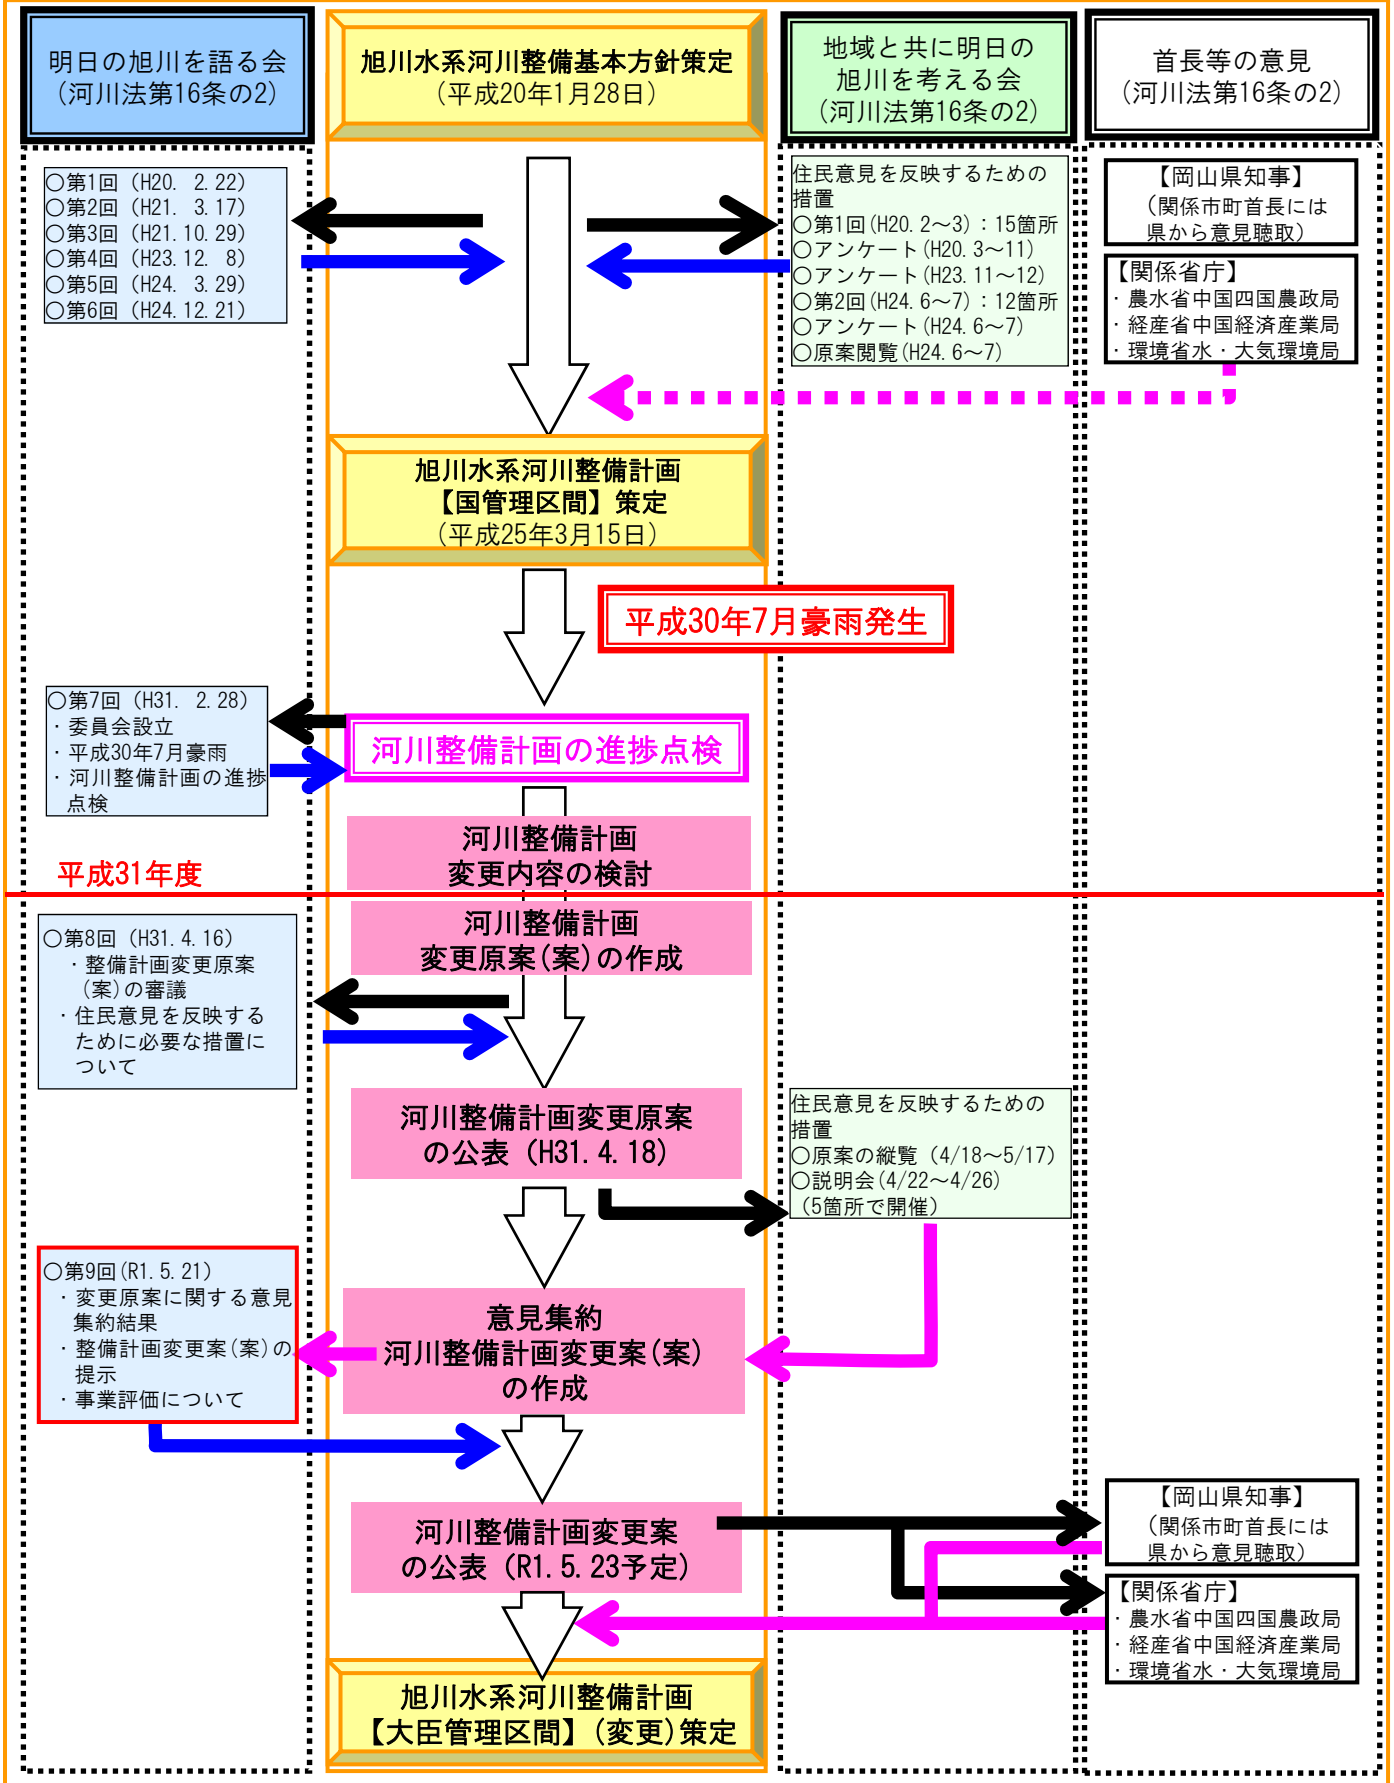 明日の旭川を語る会
(河川法第16条の2)
旭川水系河川整備基本方針策定
(平成20年1月28日)
地域と共に明日の
旭川を考える会
(河川法第16条の2)
首長等の意見
(河川法第16条の2)
○第1回 (H20. 2.22)
○第2回 (H21. 3.17)
○第3回 (H21.10.29)
○第4回 (H23.12. 8)
○第5回 (H24. 3.29)
○第6回 (H24.12.21)
住民意見を反映するための
措置
○第1回(H20.2～3)：15箇所
○アンケート(H20.3～11)
○アンケート(H23.11～12)
○第2回(H24.6～7)：12箇所
○アンケート(H24.6～7)
○原案閲覧(H24.6～7)
【岡山県知事】
(関係市町首長には
県から意見聴取)
【関係省庁】
・農水省中国四国農政局
・経産省中国経済産業局
・環境省水・大気環境局
旭川水系河川整備計画
【国管理区間】策定
(平成25年3月15日)
平成30年7月豪雨発生
○第7回 (H31. 2.28)
・委員会設立
・平成30年7月豪雨
・河川整備計画の進捗
点検
河川整備計画の進捗点検
河川整備計画
変更内容の検討
平成31年度
河川整備計画
変更原案(案)の作成
○第8回 (H31.4.16)
・整備計画変更原案
(案)の審議
・住民意見を反映する
ために必要な措置に
ついて
河川整備計画変更原案
の公表 (H31.4.18)
住民意見を反映するための
措置
○原案の縦覧 (4/18～5/17)
○説明会(4/22～4/26)
(5箇所で開催)
○第9回(R1.5.21)
・変更原案に関する意見
集約結果
・整備計画変更案(案)の
提示
・事業評価について
意見集約
河川整備計画変更案(案)
の作成
河川整備計画変更案
の公表 (R1.5.23予定)
【岡山県知事】
(関係市町首長には
県から意見聴取)
【関係省庁】
・農水省中国四国農政局
・経産省中国経済産業局
・環境省水・大気環境局
旭川水系河川整備計画
【大臣管理区間】(変更)策定